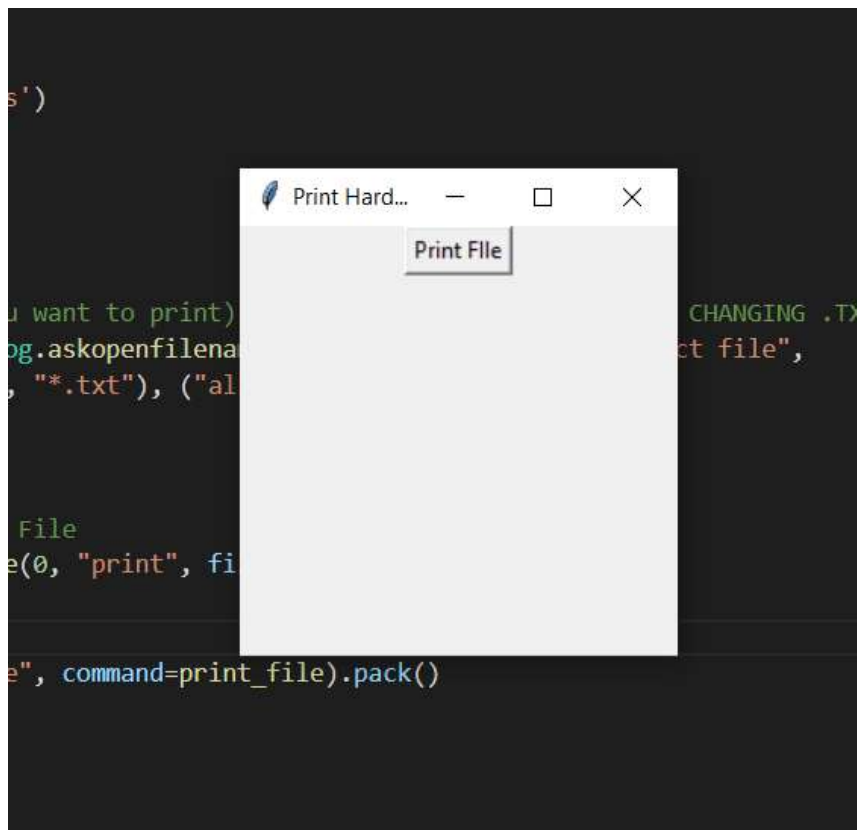 s')
Print Hard...
Print FIle
u want to print)
CHANGING .TX
og.askopenfilena
ct file",
, "*.txt"), ("al
File
e(0, "print", fi
e", command=print_file).pack()